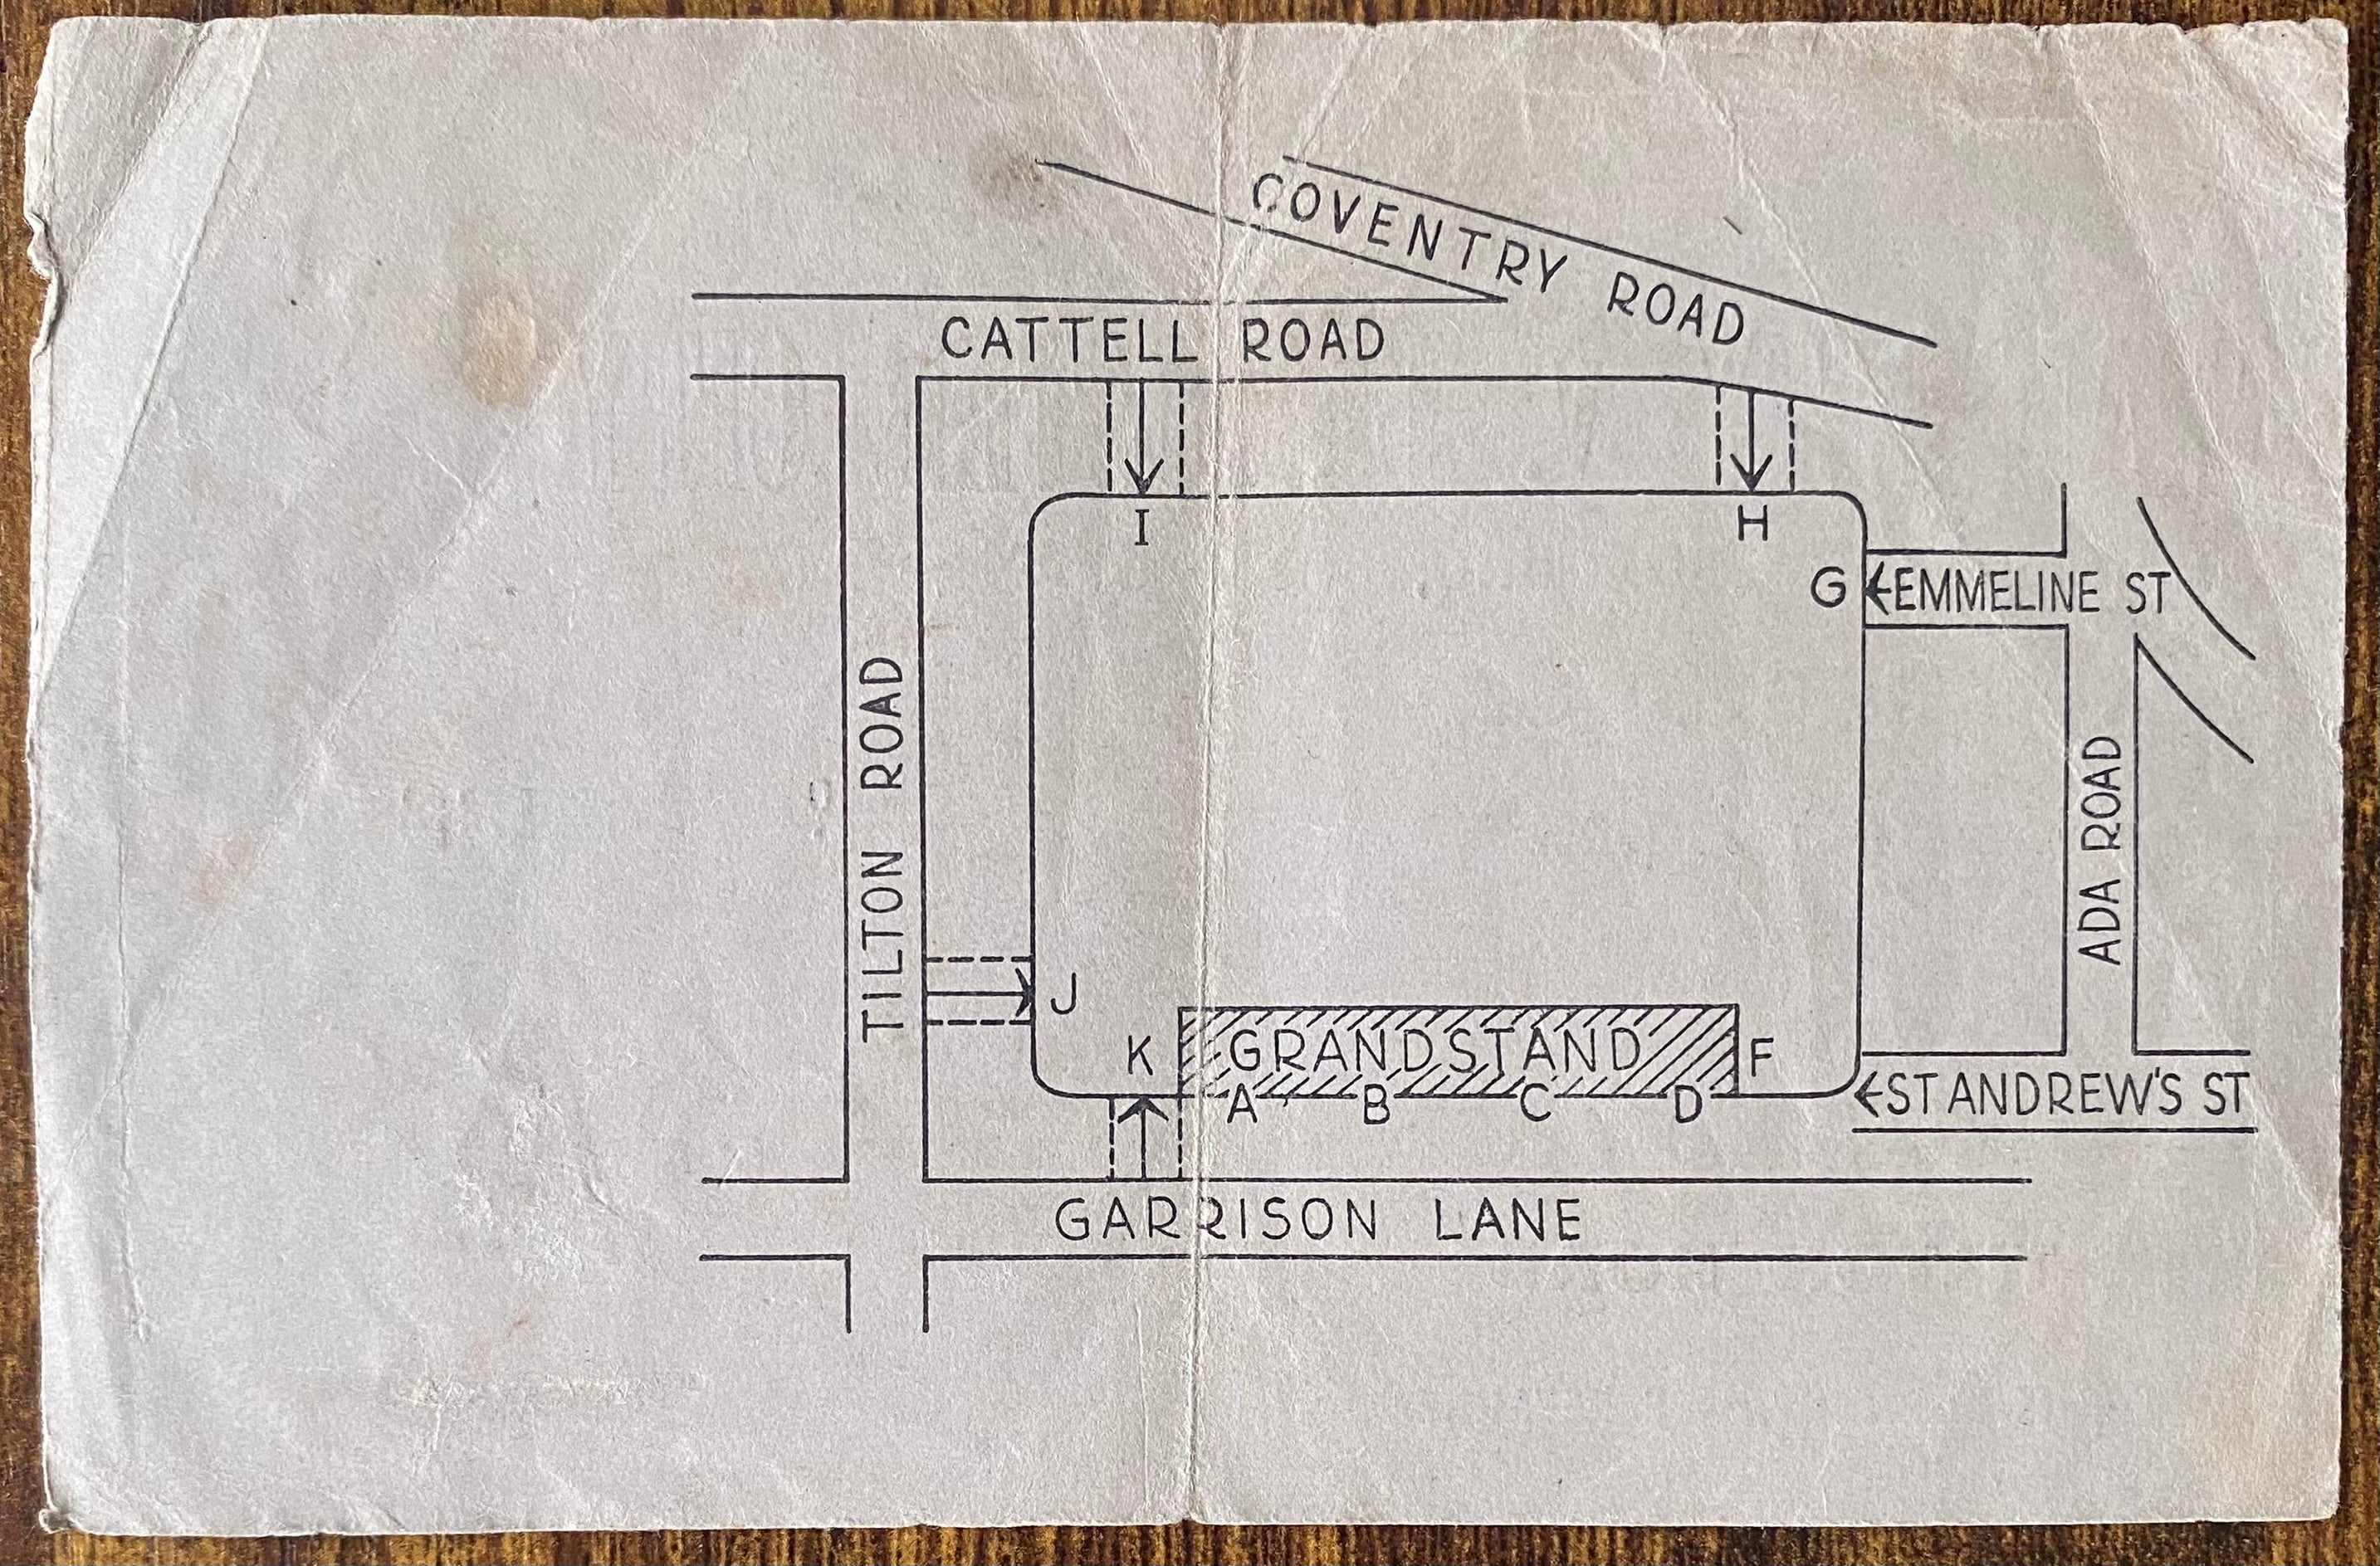 COVENTRY ROAD
CATTELL ROAD
I
H
G
EMMELINE ST
TILTON ROAD
ADA ROAD
J
K
GRANDSTAND
F
A
B
C
D
ST ANDREW'S ST
GARRISON LANE